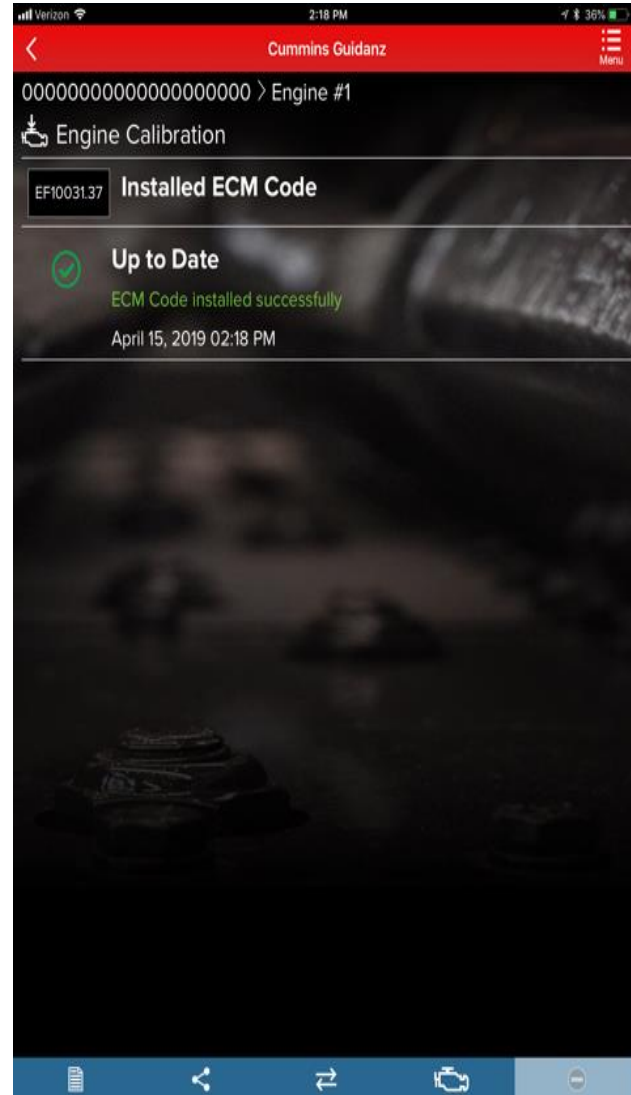 Verizon 2:18 PM 36%
Cummins Guidanz
Menu
00000000000000000000 〉Engine #1
Engine Calibration
EF10031.37 Installed ECM Code
Up to Date
ECM Code installed successfully
April 15, 2019 02:18 PM